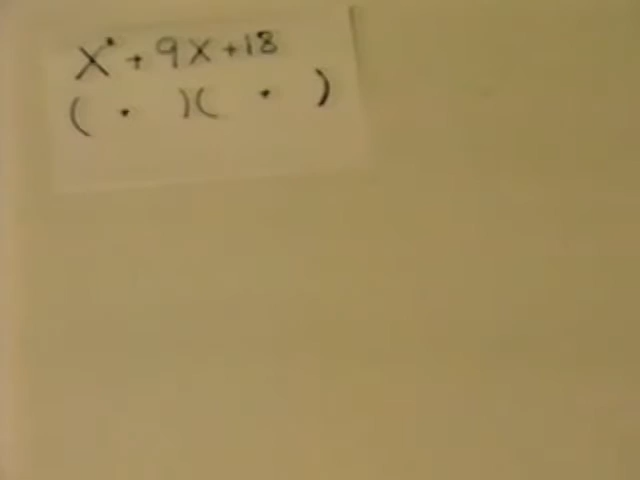 x² + 9x + 18
( · )( · )